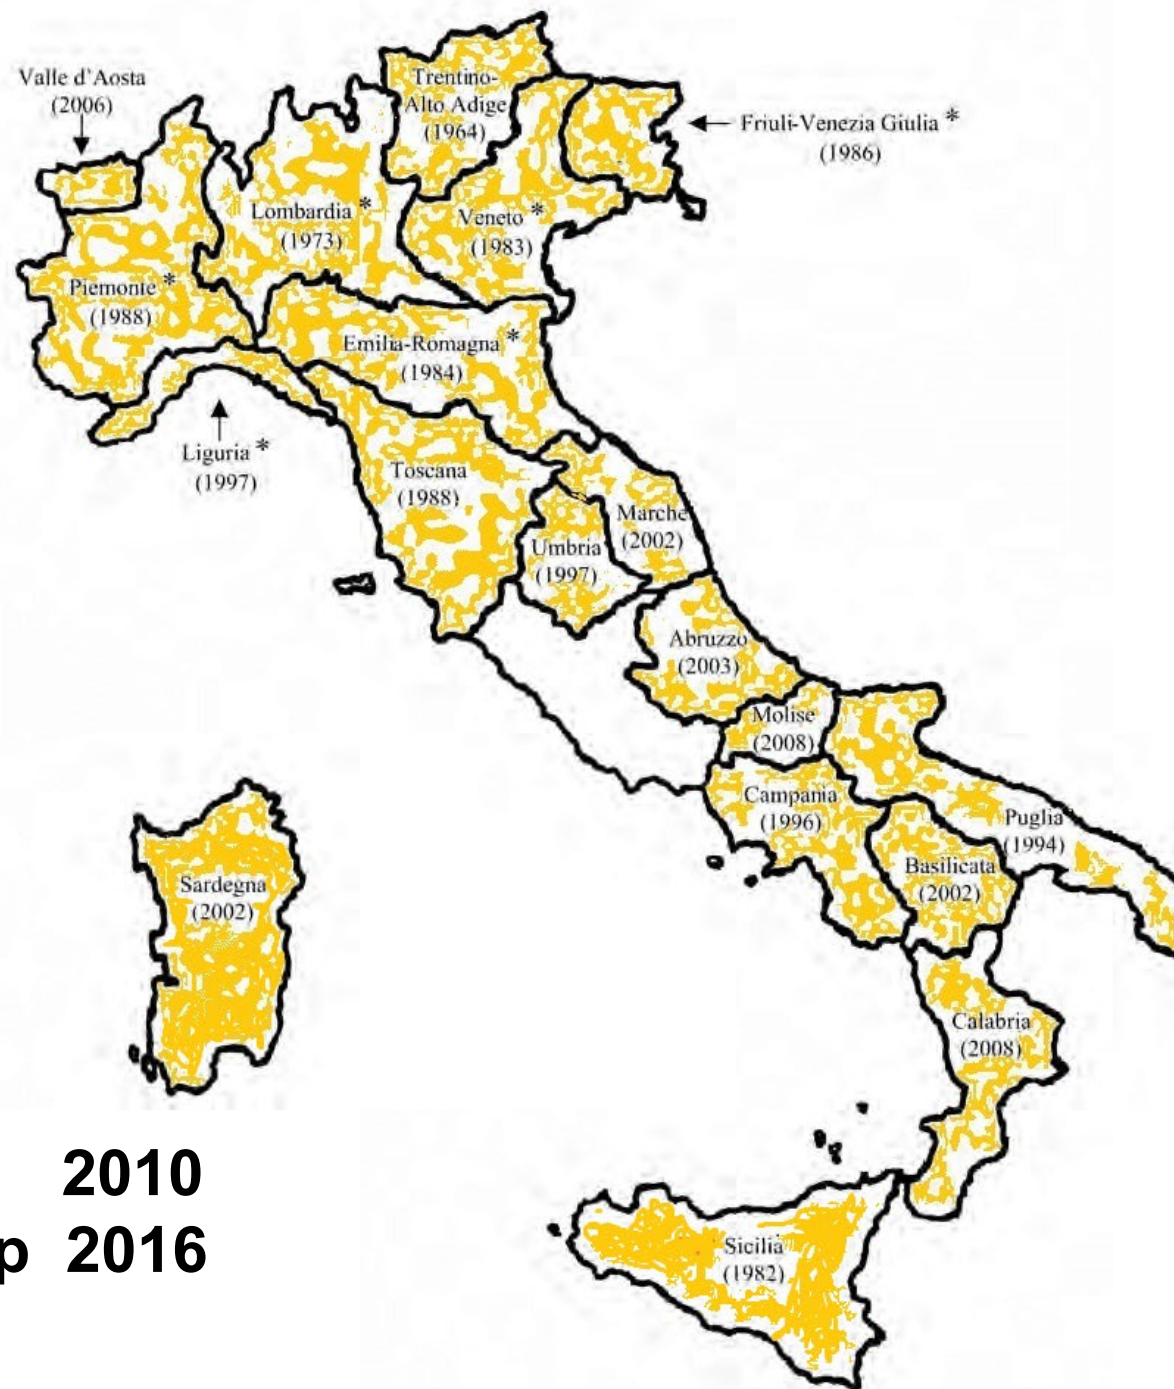 Valle d'Aosta
(2006)
Trentino-
Alto Adige
(1964)
Friuli-Venezia Giulia *
(1986)
Lombardia *
(1973)
Veneto *
(1983)
Piemonte *
(1988)
Emilia-Romagna *
(1984)
Liguria *
(1997)
Toscana
(1988)
Marche
(2002)
Umbria
(1997)
Abruzzo
(2003)
Molise
(2008)
Campania
(1996)
Puglia
(1994)
Basilicata
(2002)
Sardegna
(2002)
Calabria
(2008)
2010
p 2016
Sicilia
(1982)